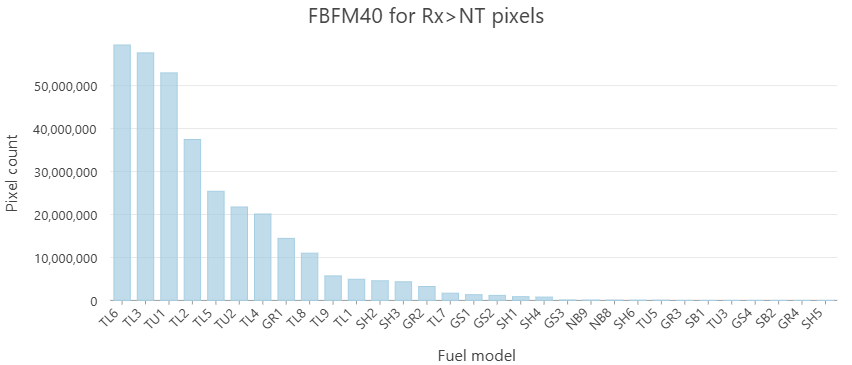 FBFM40 for Rx>NT pixels
Pixel count
50,000,000
40,000,000
30,000,000
20,000,000
10,000,000
0
TL6 TL3 TU1 TL2 TL5 TU2 TL4 GR1 TL8 TL9 TL1 SH2 SH3 GR2 TL7 GS1 GS2 SH1 SH4 GS3 NB9 NB8 SH6 TU5 GR3 SB1 TU3 GS4 SB2 GR4 SH5
Fuel model